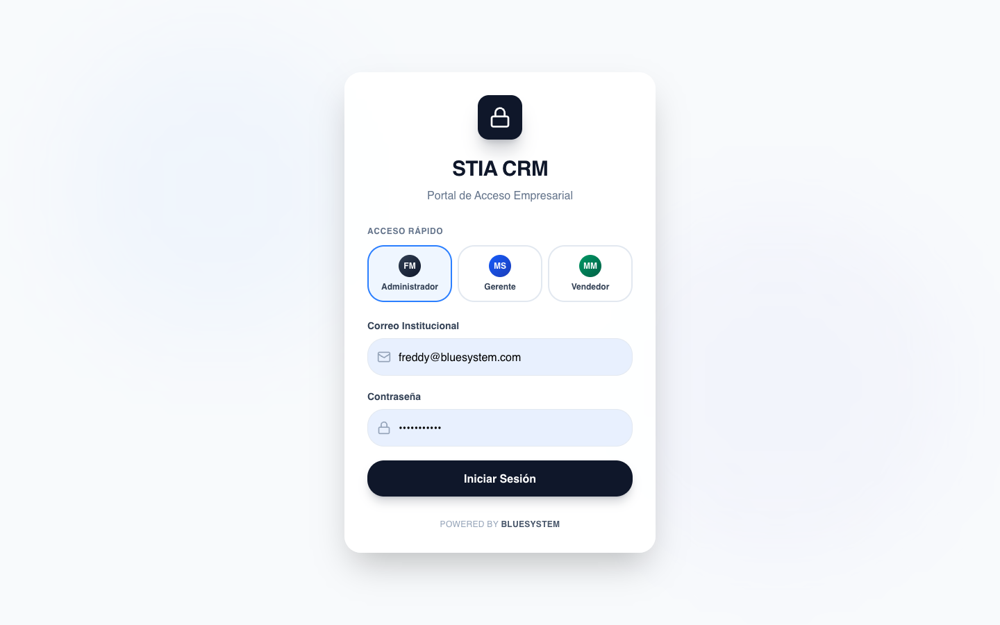 STIA CRM
Portal de Acceso Empresarial
ACCESO RÁPIDO
FM
Administrador
MS
Gerente
MM
Vendedor
Correo Institucional
freddy@bluesystem.com
Contraseña
•••••••••••
Iniciar Sesión
POWERED BY BLUESYSTEM